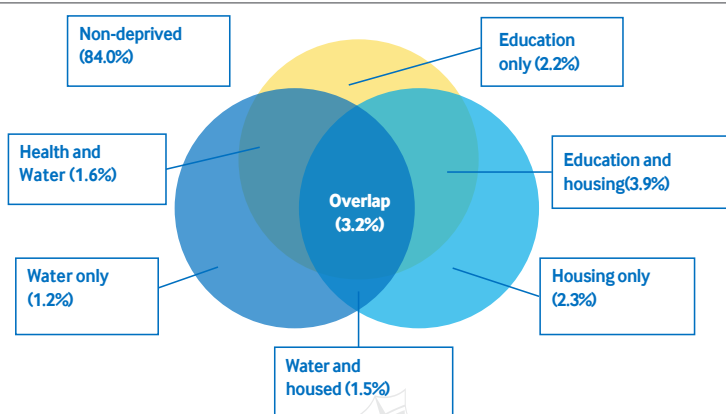 Non-deprived
(84.0%)
Education
only (2.2%)
Health and
Water (1.6%)
Education and
housing(3.9%)
Overlap
(3.2%)
Water only
(1.2%)
Housing only
(2.3%)
Water and
housed (1.5%)